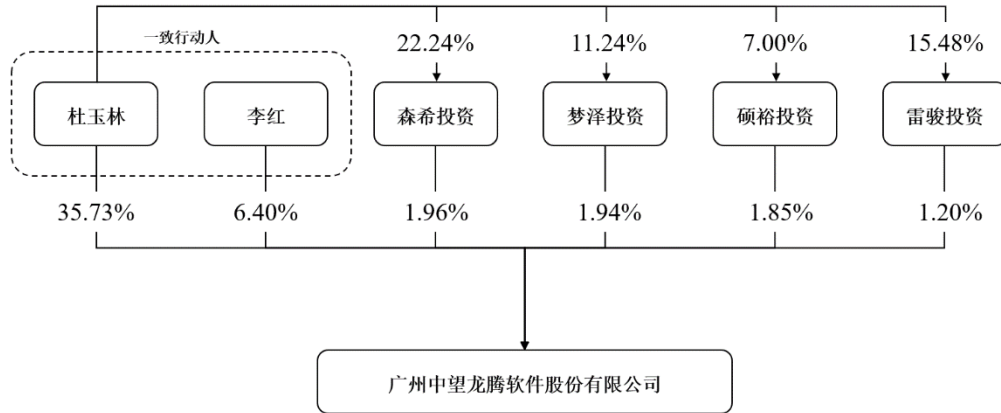 一致行动人
22.24%
11.24%
7.00%
15.48%
杜玉林
李红
森希投资
梦泽投资
硕裕投资
雷骏投资
35.73%
6.40%
1.96%
1.94%
1.85%
1.20%
广州中望龙腾软件股份有限公司